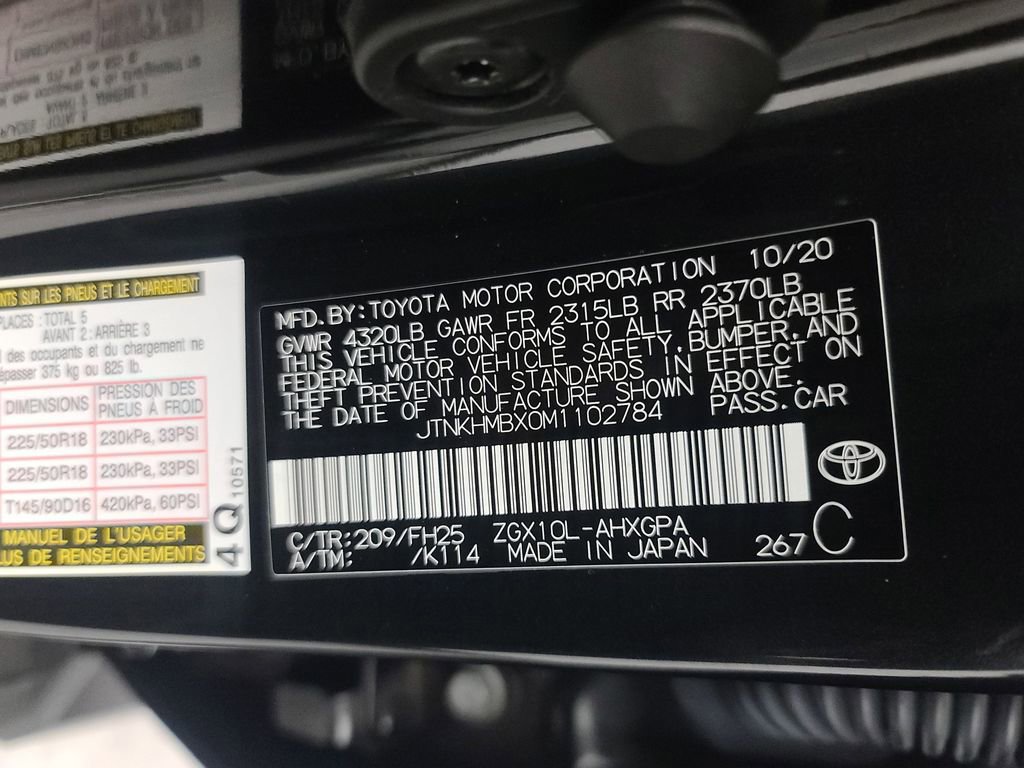 NTS SUR LES PNEUS ET LE CHARGEMENT
PLACES : TOTAL 5
AVANT 2 : ARRIÈRE 3
des occupants et du chargement ne
épasser 375 kg ou 825 lb.
DIMENSIONS PRESSION DES PNEUS À FROID
225/50R18 230kPa, 33PSI
225/50R18 230kPa, 33PSI
T145/90D16 420kPa, 60PSI
MANUEL DE L'USAGER
LUS DE RENSEIGNEMENTS
4Q 10571
MFD.BY:TOYOTA MOTOR CORPORATION 10/20
GVWR 4320LB GAWR FR 2315LB RR 2370LB
THIS VEHICLE CONFORMS TO ALL APPLICABLE
FEDERAL MOTOR VEHICLE SAFETY,BUMPER,AND
THEFT PREVENTION STANDARDS IN EFFECT ON
THE DATE OF MANUFACTURE SHOWN ABOVE.
JTNKHMBX0M1102784 PASS.CAR
C/TR:209/FH25 ZGX10L-AHXGPA
A/TM: /K114 MADE IN JAPAN 267 C